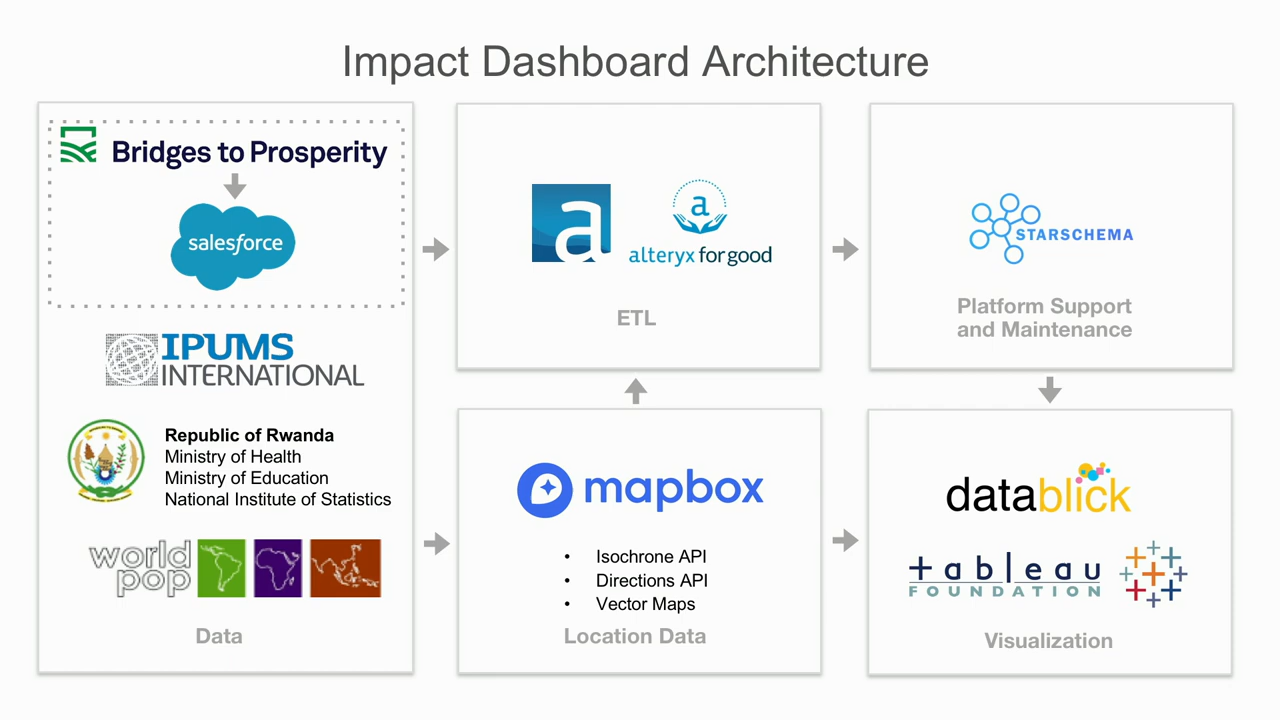 Impact Dashboard Architecture
Bridges to Prosperity
salesforce
IPUMS
INTERNATIONAL
Republic of Rwanda
Ministry of Health
Ministry of Education
National Institute of Statistics
world
pop
Data
a
a
alteryx for good
ETL
mapbox
• Isochrone API
• Directions API
• Vector Maps
Location Data
STARSCHEMA
Platform Support
and Maintenance
datablick
+ableau
FOUNDATION
Visualization